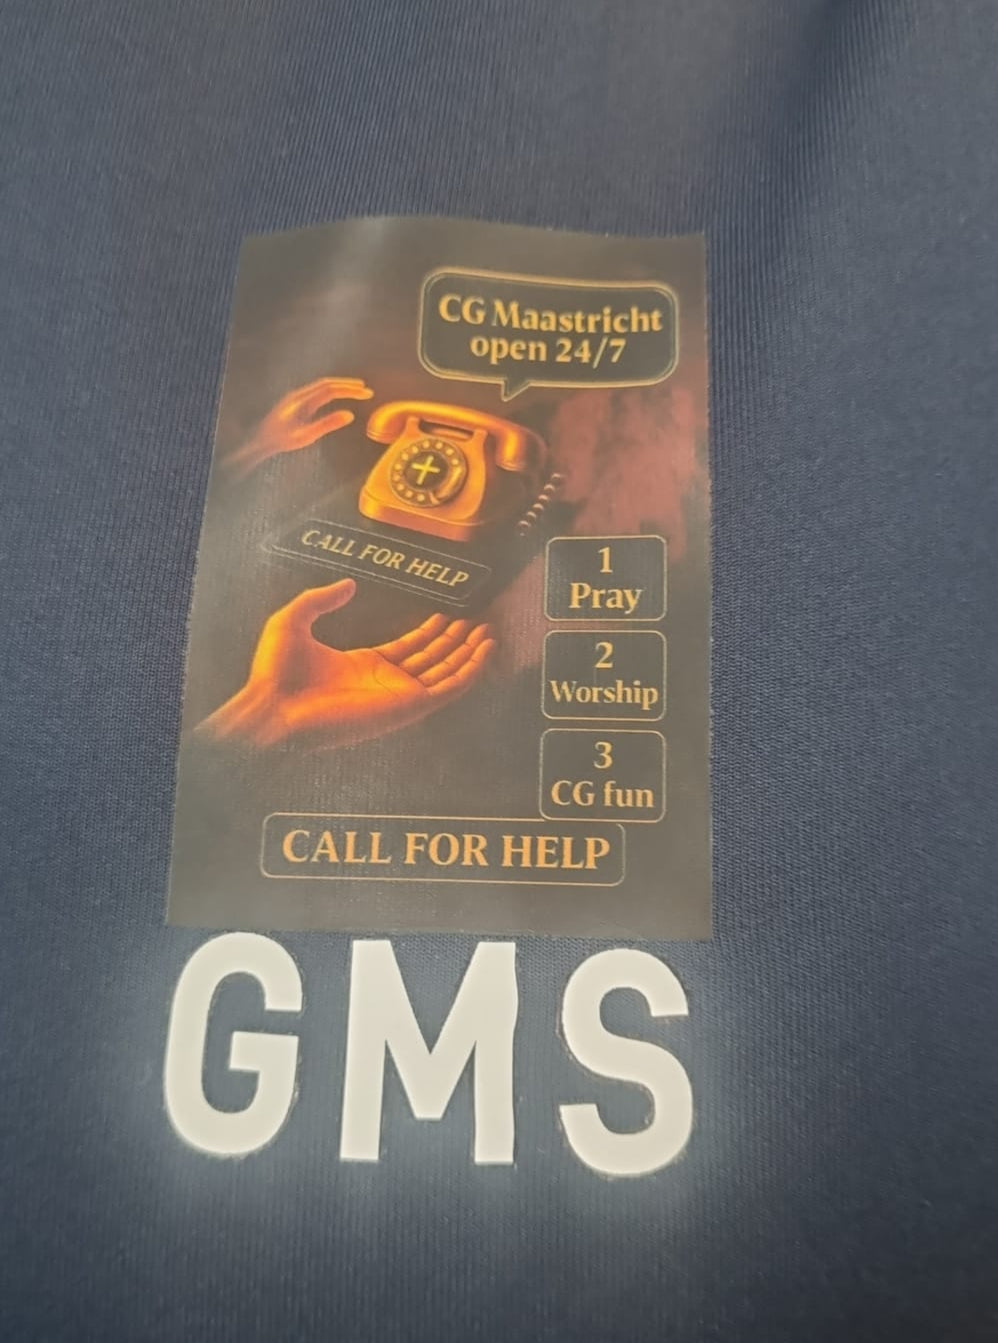 CG Maastricht
open 24/7
CALL FOR HELP
1
Pray
2
Worship
3
CG fun
CALL FOR HELP
GMS